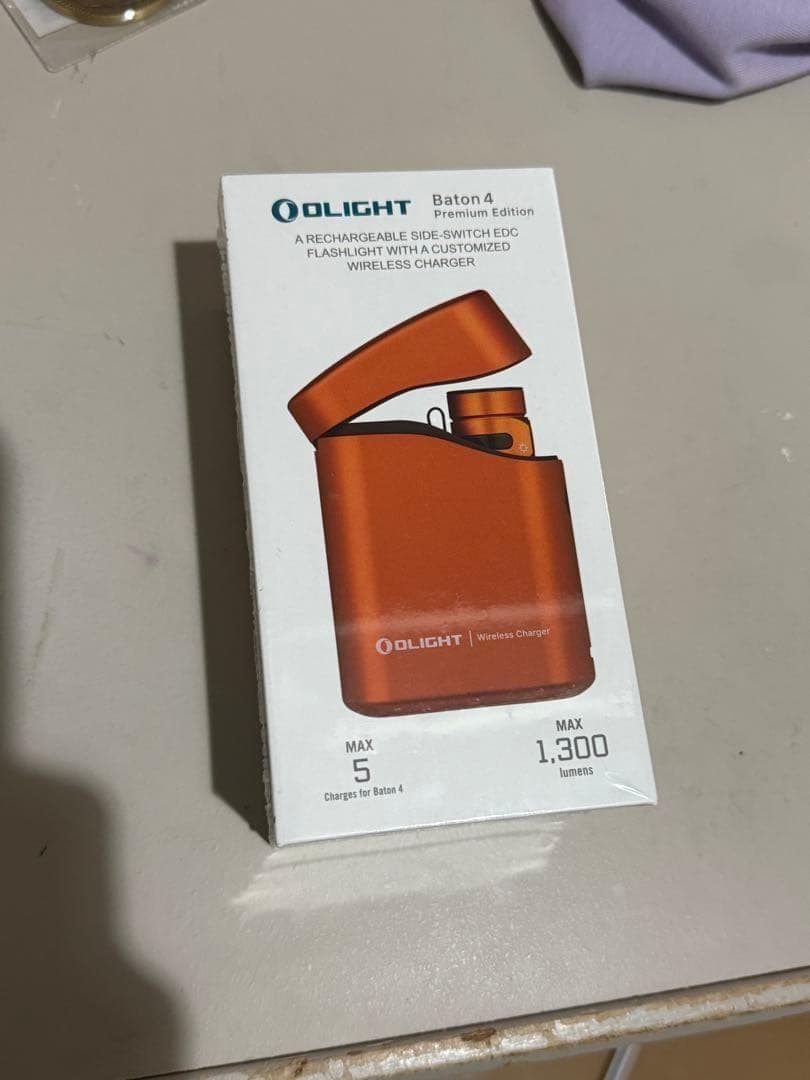 OLIGHT Baton 4
Premium Edition
A RECHARGEABLE SIDE-SWITCH EDC
FLASHLIGHT WITH A CUSTOMIZED
WIRELESS CHARGER
OLIGHT | Wireless Charger
MAX
5
Charges for Baton 4
MAX
1,300
lumens